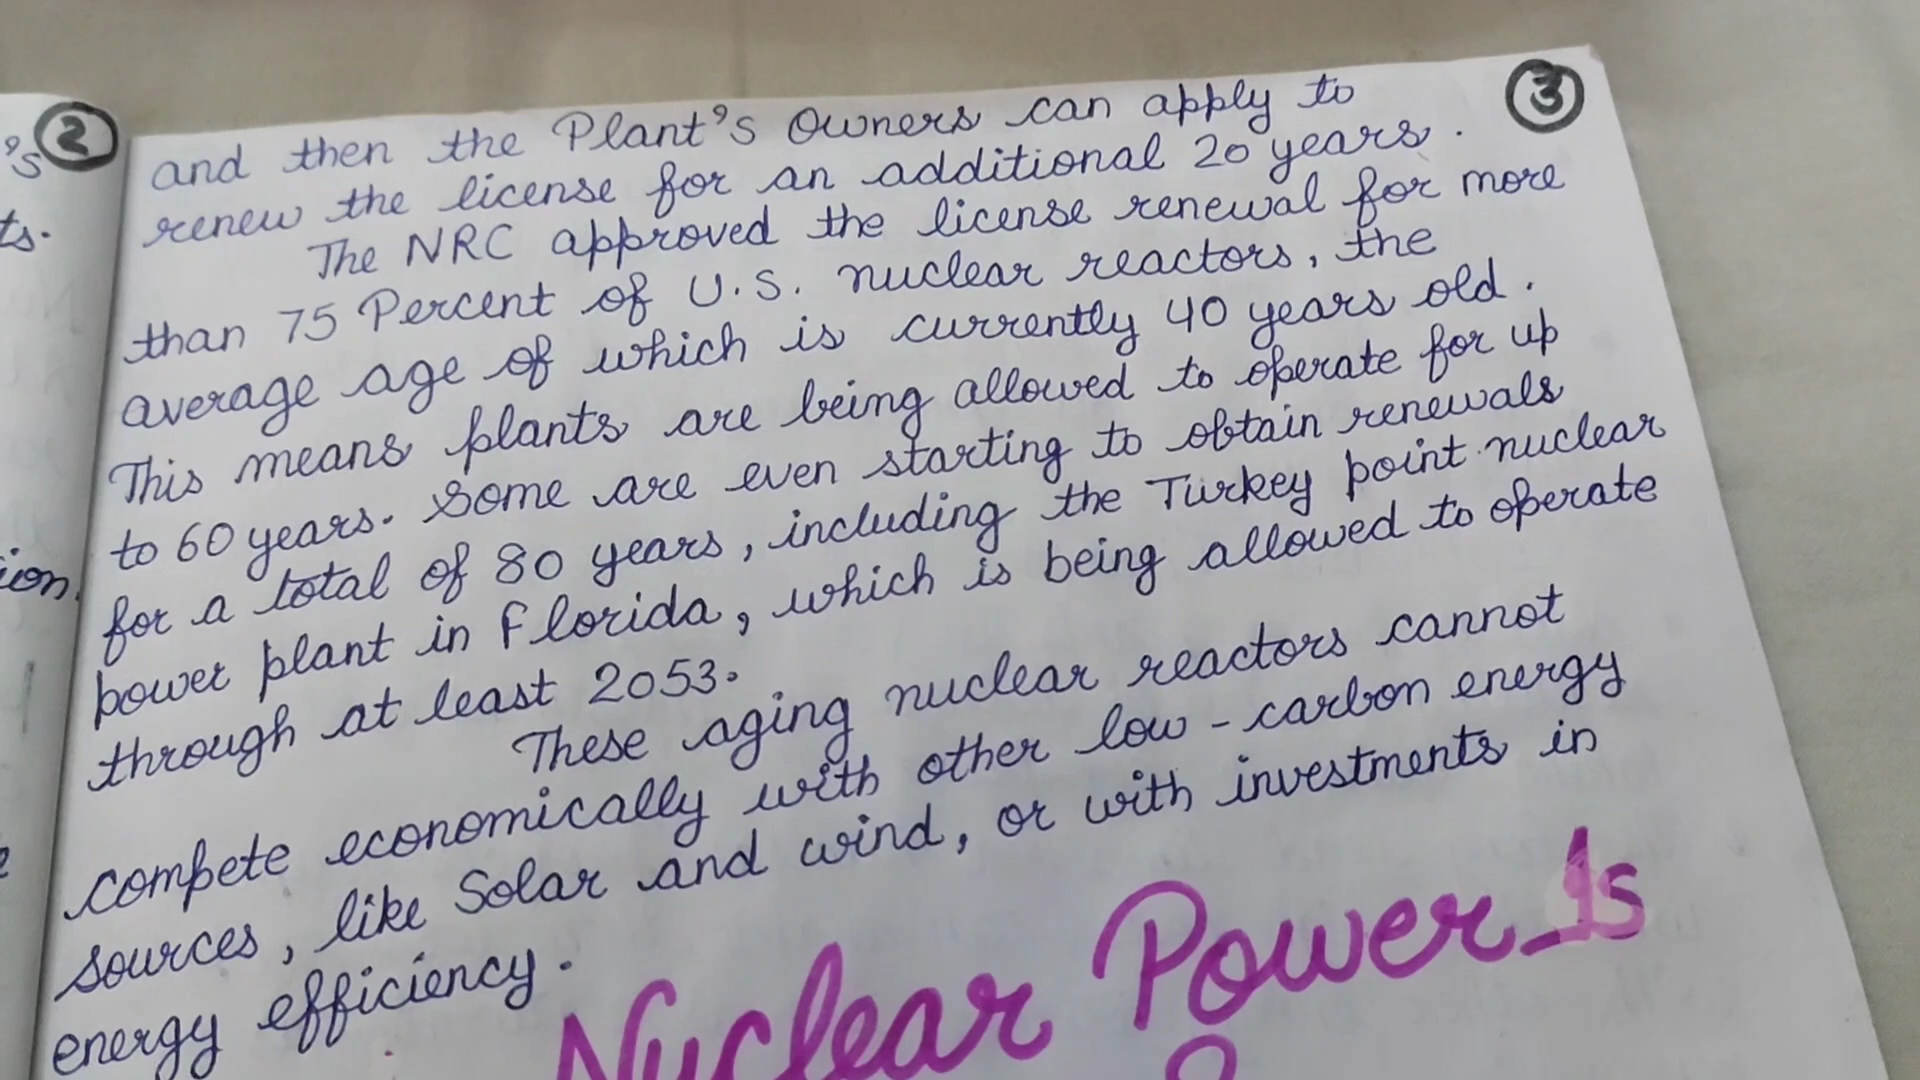 's
ts.
ion.
2
3
and then the Plant's Owners can apply to
renew the license for an additional 20 years.
The NRC approved the license renewal for more
than 75 Percent of U.S. nuclear reactors, the
average age of which is currently 40 years old.
This means plants are being allowed to operate for up
to 60 years. Some are even starting to obtain renewals
for a total of 80 years, including the Turkey point nuclear
power plant in Florida, which is being allowed to operate
through at least 2053.
These aging nuclear reactors cannot
compete economically with other low-carbon energy
sources, like Solar and wind, or with investments in
energy efficiency.
Nuclear Power Is